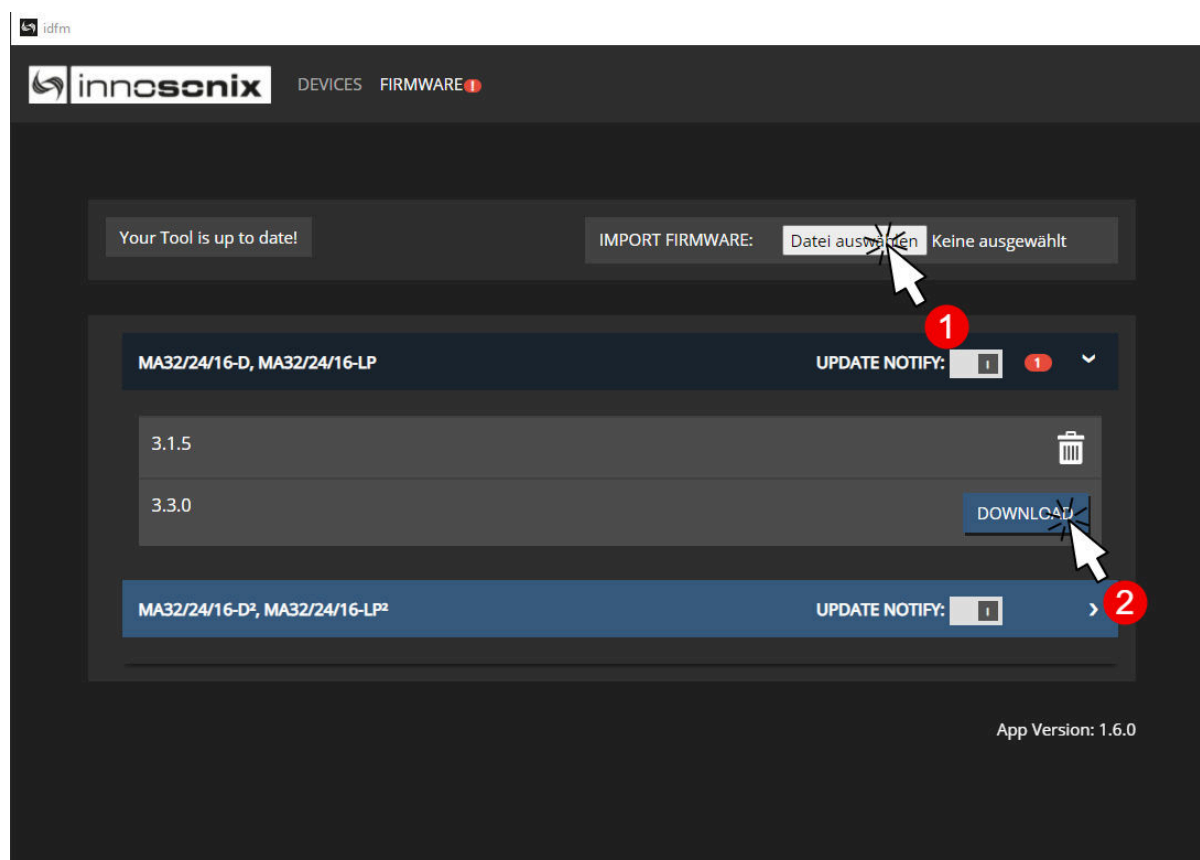 idfm
innosonix DEVICES FIRMWARE !
Your Tool is up to date! IMPORT FIRMWARE: Datei auswählen Keine ausgewählt
1
MA32/24/16-D, MA32/24/16-LP UPDATE NOTIFY: I 1
3.1.5
3.3.0 DOWNLOAD
MA32/24/16-D², MA32/24/16-LP² UPDATE NOTIFY: I 2
App Version: 1.6.0